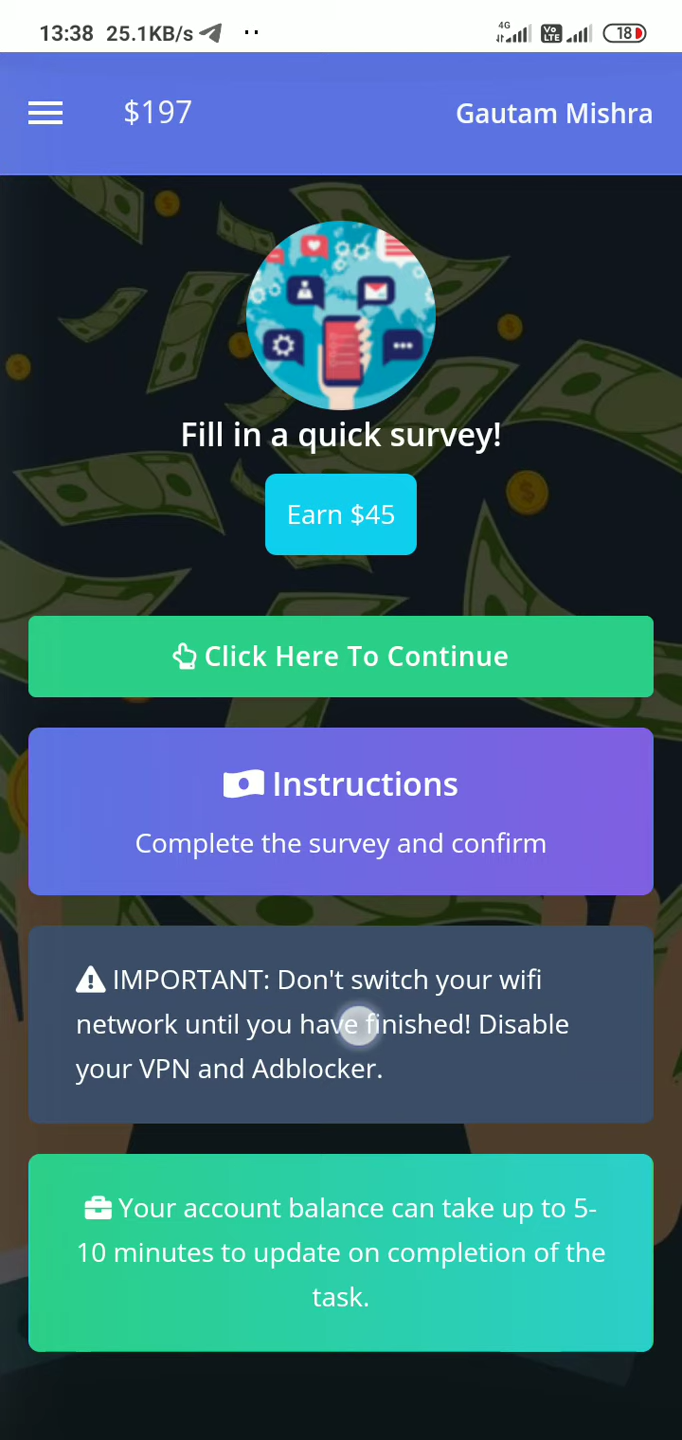 13:38 25.1KB/s
4G
Vo
LTE
18
$197
Gautam Mishra
Fill in a quick survey!
Earn $45
Click Here To Continue
Instructions
Complete the survey and confirm
IMPORTANT: Don't switch your wifi
network until you have finished! Disable
your VPN and Adblocker.
Your account balance can take up to 5-
10 minutes to update on completion of the
task.